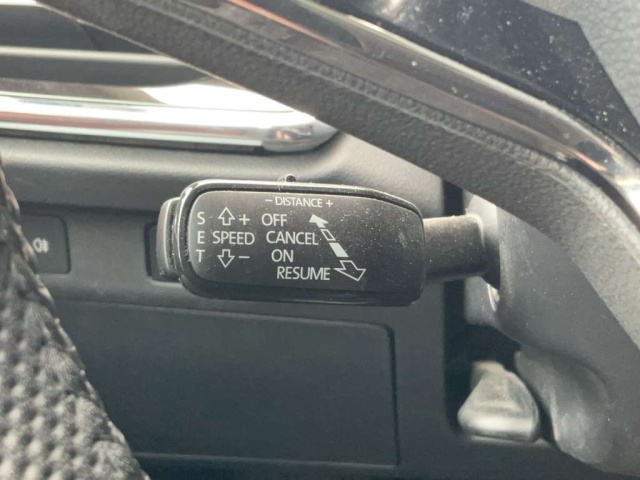 - DISTANCE +
S + OFF
E SPEED CANCEL
T - ON
RESUME